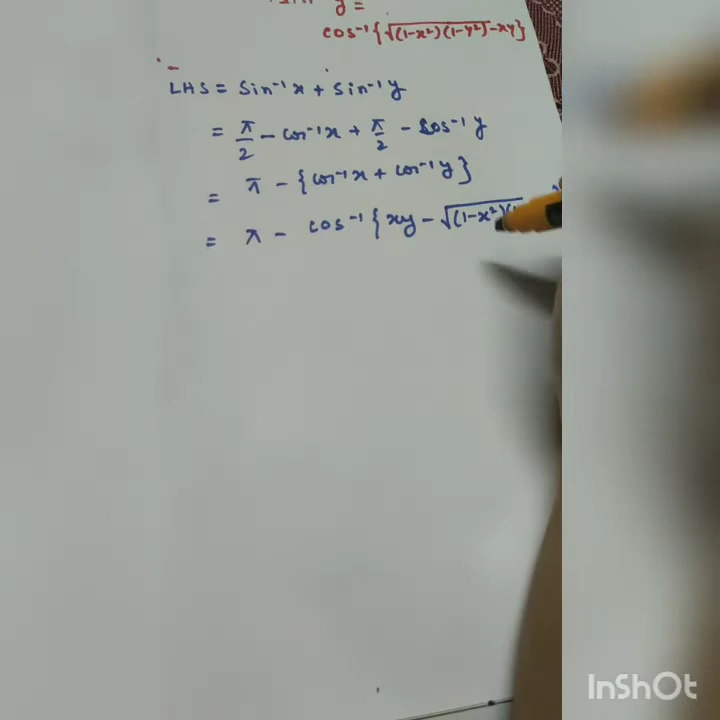 y =
cos⁻¹{√(1-x²)(1-y²)-xy}
LHS = Sin⁻¹x + Sin⁻¹y
= π/2 - cos⁻¹x + π/2 - cos⁻¹y
= π - {cos⁻¹x + cos⁻¹y}
= π - cos⁻¹{xy - √(1-x²)(
InShOt